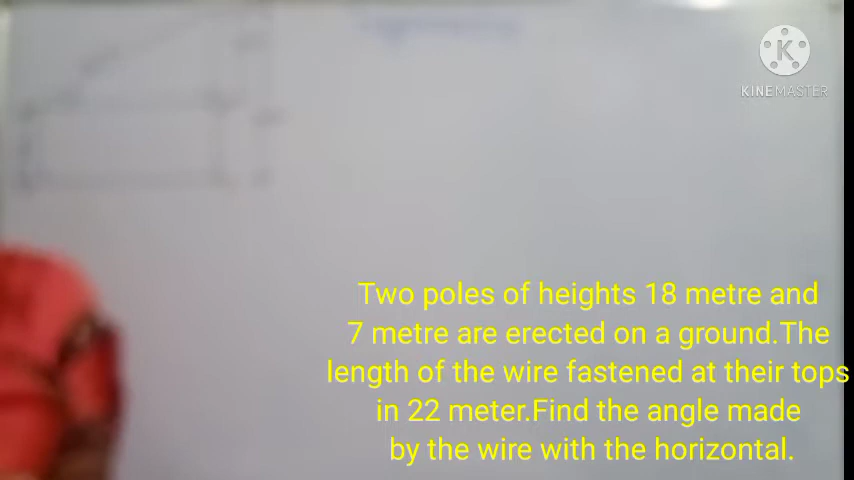 KINEMASTER
Two poles of heights 18 metre and
7 metre are erected on a ground.The
length of the wire fastened at their tops
in 22 meter.Find the angle made
by the wire with the horizontal.